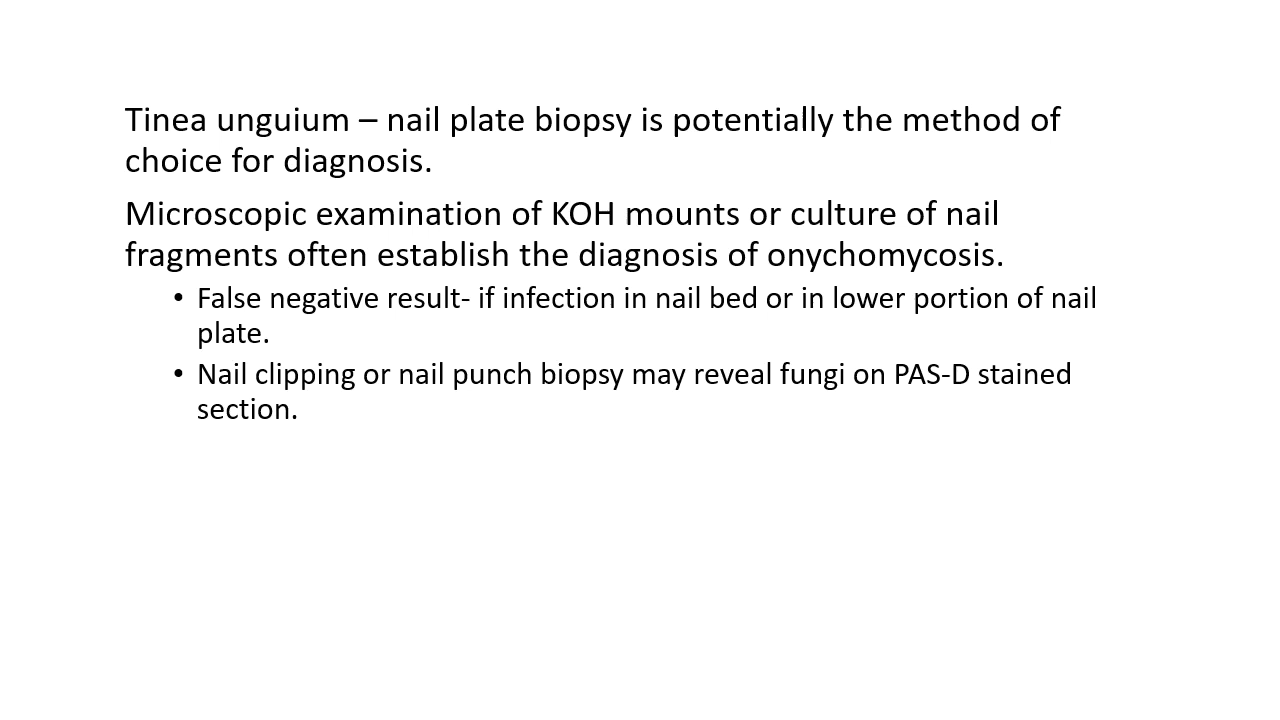 Tinea unguium – nail plate biopsy is potentially the method of
choice for diagnosis.
Microscopic examination of KOH mounts or culture of nail
fragments often establish the diagnosis of onychomycosis.
• False negative result- if infection in nail bed or in lower portion of nail
plate.
• Nail clipping or nail punch biopsy may reveal fungi on PAS-D stained
section.